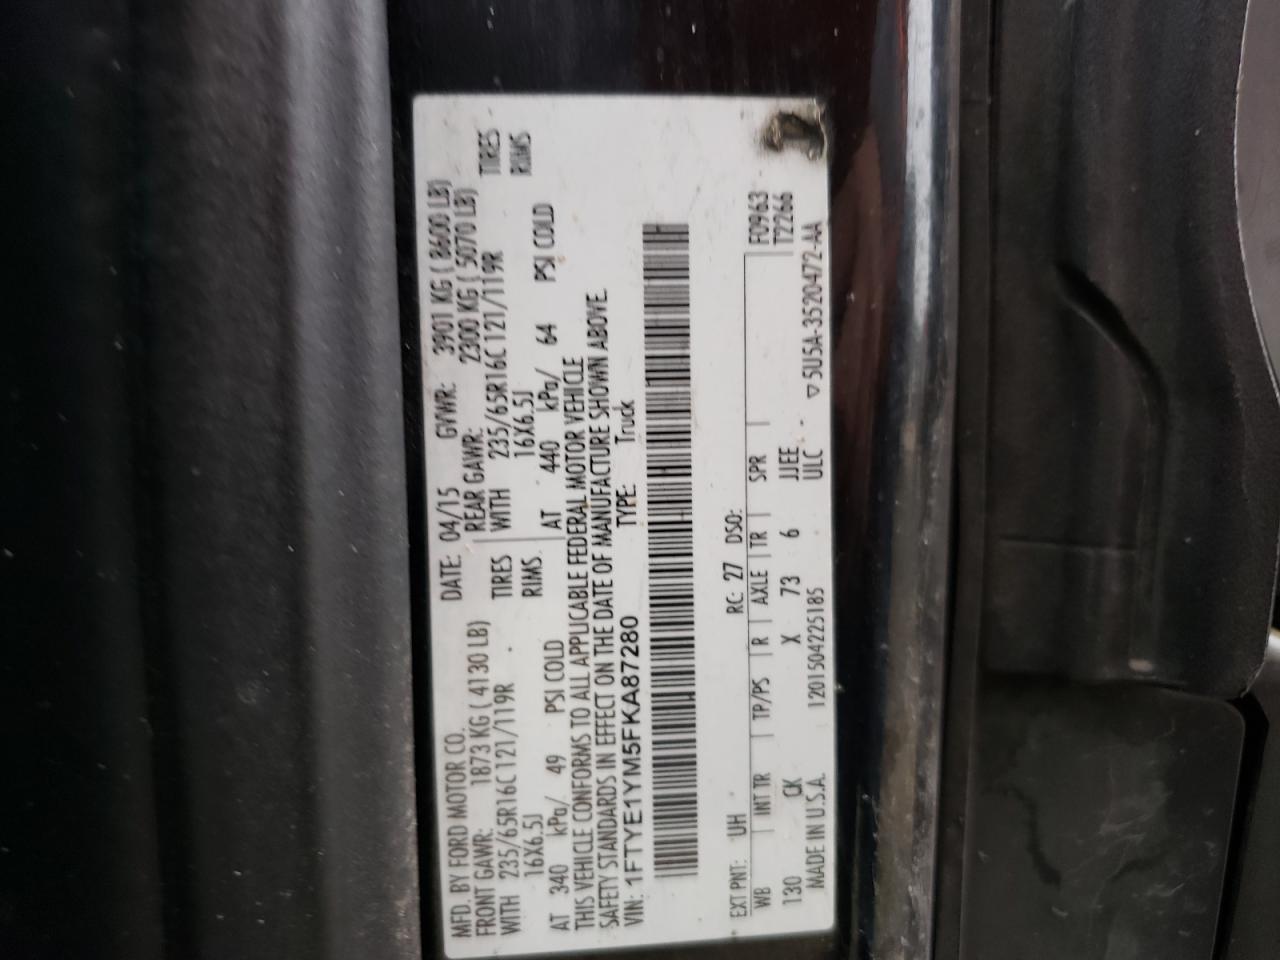 MFD. BY FORD MOTOR CO. DATE: 04/15 GVWR: 3901 KG ( 8600 LB)
FRONT GAWR: 1873 KG ( 4130 LB) REAR GAWR: 2300 KG ( 5070 LB)
WITH 235/65R16C 121/119R TIRES WITH 235/65R16C 121/119R TIRES
16X6.5J RIMS 16X6.5J RIMS
AT 340 kPa/ 49 PSI COLD AT 440 kPa/ 64 PSI COLD
THIS VEHICLE CONFORMS TO ALL APPLICABLE FEDERAL MOTOR VEHICLE
SAFETY STANDARDS IN EFFECT ON THE DATE OF MANUFACTURE SHOWN ABOVE.
VIN: 1FTYE1YM5FKA87280 TYPE: Truck
EXT PNT: UH RC: 27 DSO:
WB INT TR TP/PS R AXLE TR SPR F0963
T2266
130 CK X 73 6 JJEE
MADE IN U.S.A. 1201504225185 ULC ▽5U5A-3520472-AA